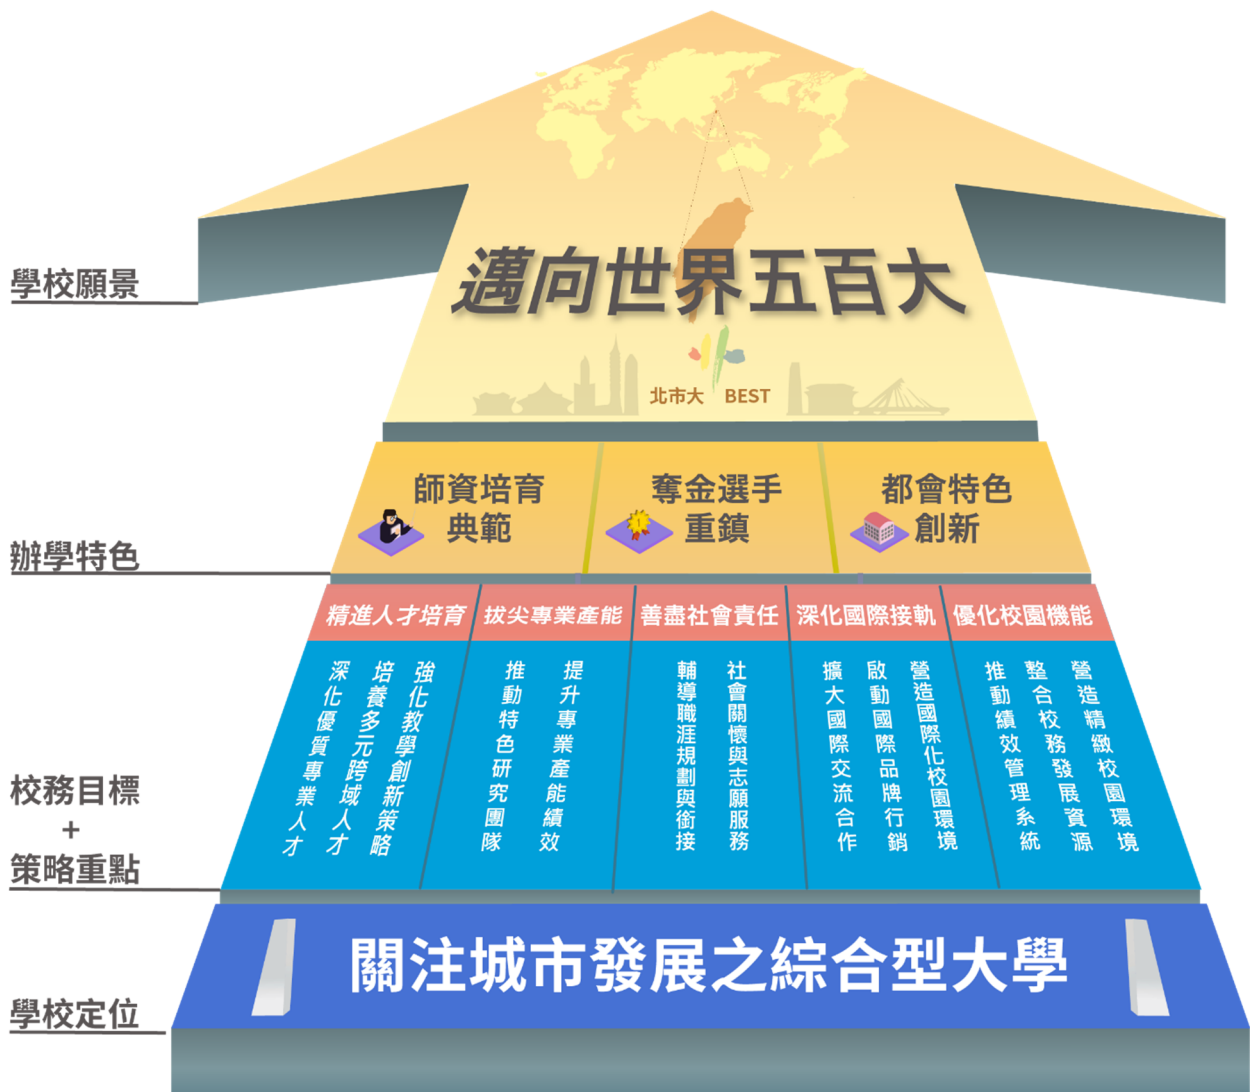 學校願景
邁向世界五百大
北市大 BEST
辦學特色
師資培育
典範
奪金選手
重鎮
都會特色
創新
校務目標
+
策略重點
精進人才培育
強化教學創新策略
培養多元跨域人才
深化優質專業人才
拔尖專業產能
提升專業產能績效
推動特色研究團隊
善盡社會責任
社會關懷與志願服務
輔導職涯規劃與銜接
深化國際接軌
營造國際化校園環境
啟動國際品牌行銷
擴大國際交流合作
優化校園機能
營造精緻校園環境
整合校務發展資源
推動績效管理系統
學校定位
關注城市發展之綜合型大學